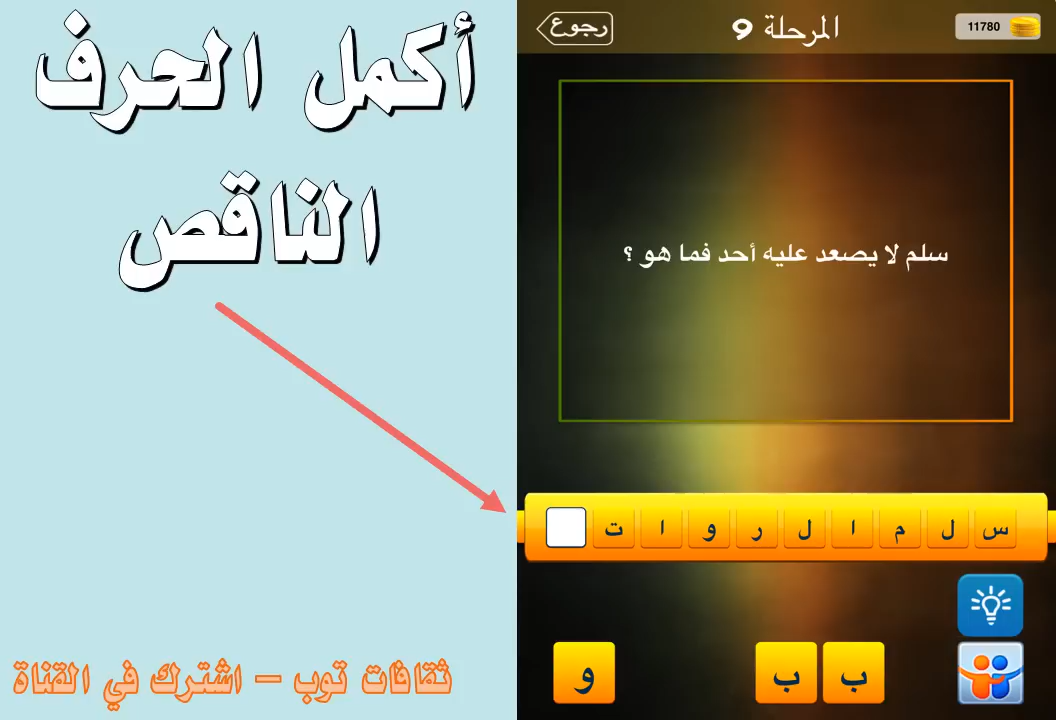 أكمل الحرف
الناقص
ثقافات توب – اشترك في القناة
رجوع
المرحلة 9
11780
سلم لا يصعد عليه أحد فما هو ؟
س ل م ا ل ر و ا ت
و ب ب